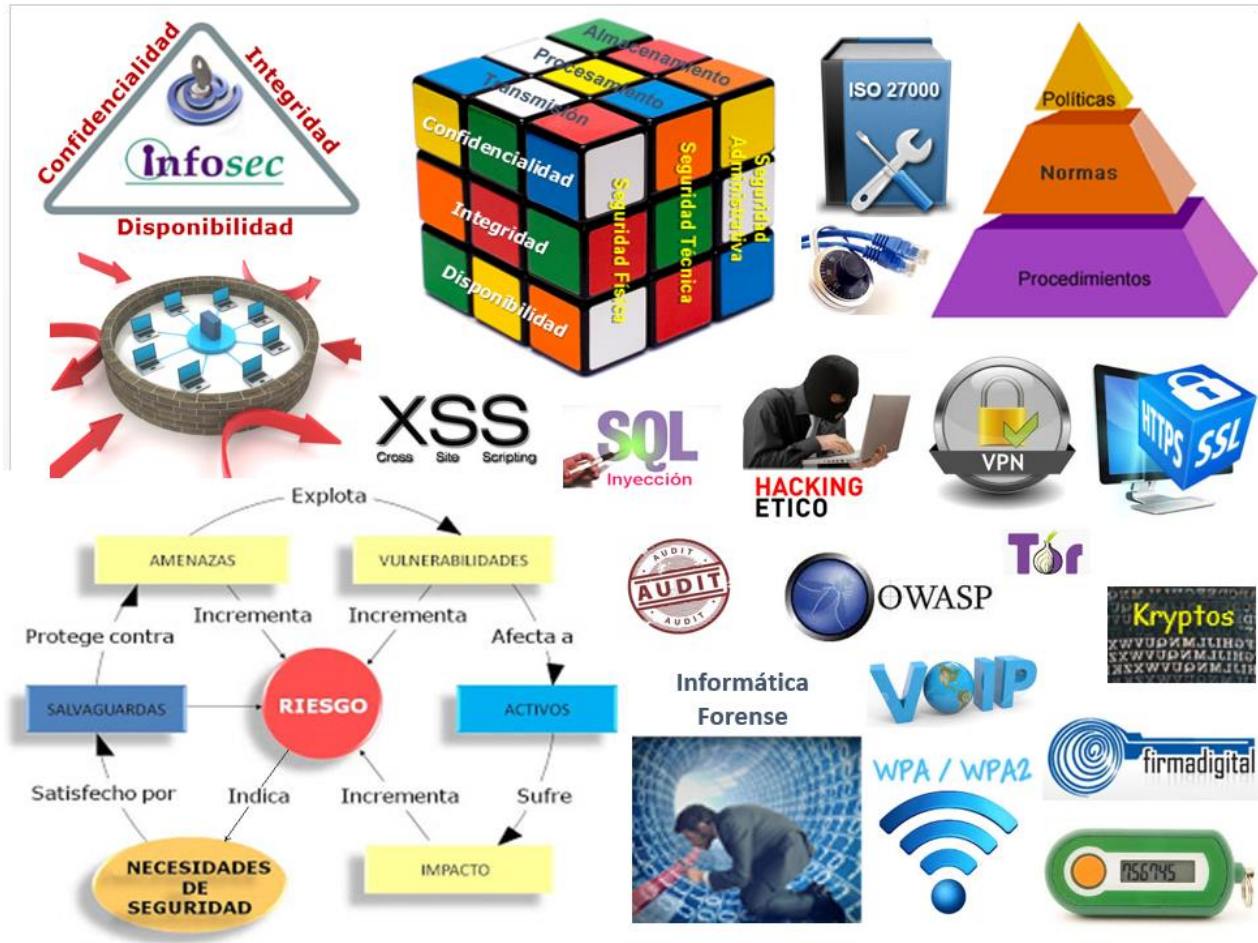 Confidencialidad
Integridad
Infosec
Disponibilidad
Almacenamiento
Procesamiento
Transmisión
Confidencialidad
Integridad
Disponibilidad
Seguridad Física
Seguridad Técnica
Seguridad
Administrativa
ISO 27000
Políticas
Normas
Procedimientos
XSS
Cross Site Scripting
SQL
Inyección
HACKING
ETICO
VPN
HTTPS
SSL
Explota
AMENAZAS
VULNERABILIDADES
Incrementa
Incrementa
Protege contra
Afecta a
SALVAGUARDAS
RIESGO
ACTIVOS
Satisfecho por
Indica
Incrementa
Sufre
NECESIDADES
DE
SEGURIDAD
IMPACTO
AUDIT
AUDIT
AUDIT
OWASP
Tor
Kryptos
Informática
Forense
VOIP
WPA / WPA2
firmadigital
756745